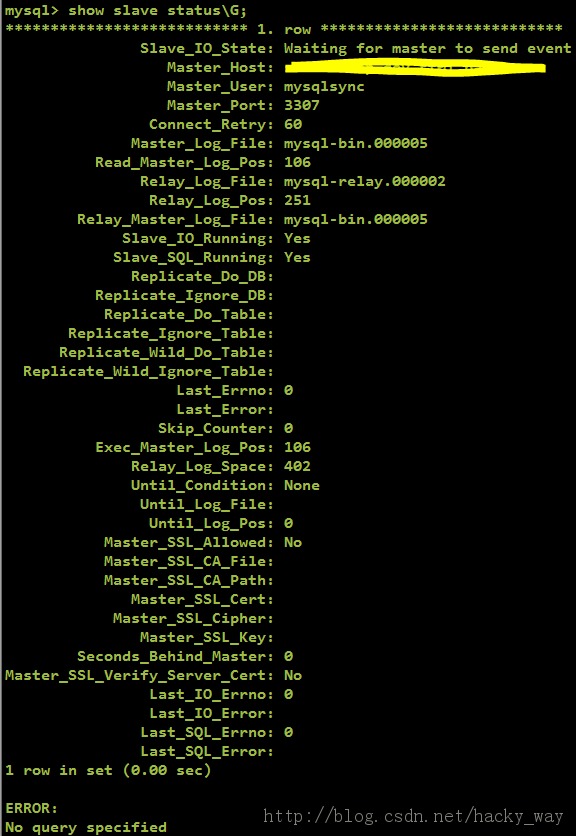 mysql> show slave status\G;
*************************** 1. row ***************************
Slave_IO_State: Waiting for master to send event
Master_Host:
Master_User: mysqlsync
Master_Port: 3307
Connect_Retry: 60
Master_Log_File: mysql-bin.000005
Read_Master_Log_Pos: 106
Relay_Log_File: mysql-relay.000002
Relay_Log_Pos: 251
Relay_Master_Log_File: mysql-bin.000005
Slave_IO_Running: Yes
Slave_SQL_Running: Yes
Replicate_Do_DB:
Replicate_Ignore_DB:
Replicate_Do_Table:
Replicate_Ignore_Table:
Replicate_Wild_Do_Table:
Replicate_Wild_Ignore_Table:
Last_Errno: 0
Last_Error:
Skip_Counter: 0
Exec_Master_Log_Pos: 106
Relay_Log_Space: 402
Until_Condition: None
Until_Log_File:
Until_Log_Pos: 0
Master_SSL_Allowed: No
Master_SSL_CA_File:
Master_SSL_CA_Path:
Master_SSL_Cert:
Master_SSL_Cipher:
Master_SSL_Key:
Seconds_Behind_Master: 0
Master_SSL_Verify_Server_Cert: No
Last_IO_Errno: 0
Last_IO_Error:
Last_SQL_Errno: 0
Last_SQL_Error:
1 row in set (0.00 sec)
ERROR:
No query specified
http://blog.csdn.net/hacky_way